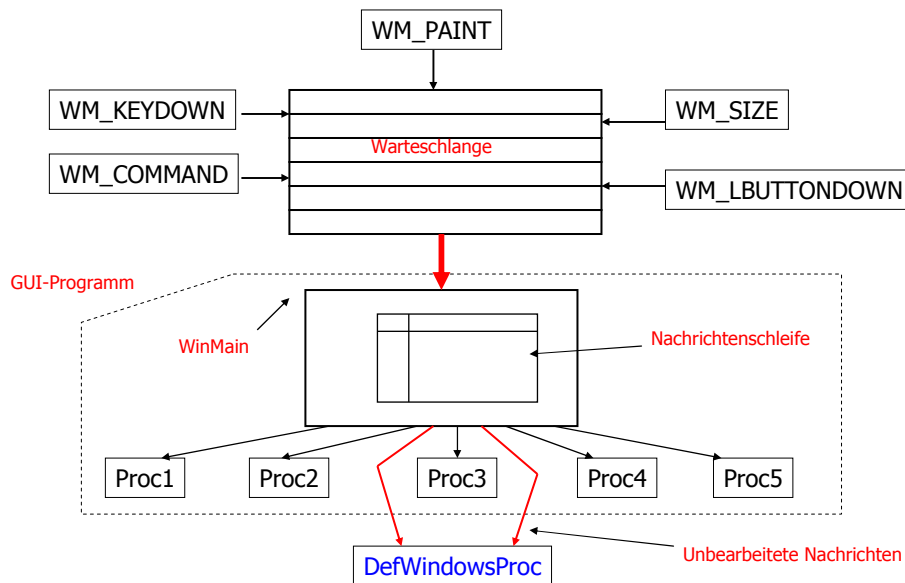 WM_PAINT
WM_KEYDOWN
WM_SIZE
Warteschlange
WM_COMMAND
WM_LBUTTONDOWN
GUI-Programm
WinMain
Nachrichtenschleife
Proc1
Proc2
Proc3
Proc4
Proc5
Unbearbeitete Nachrichten
DefWindowsProc